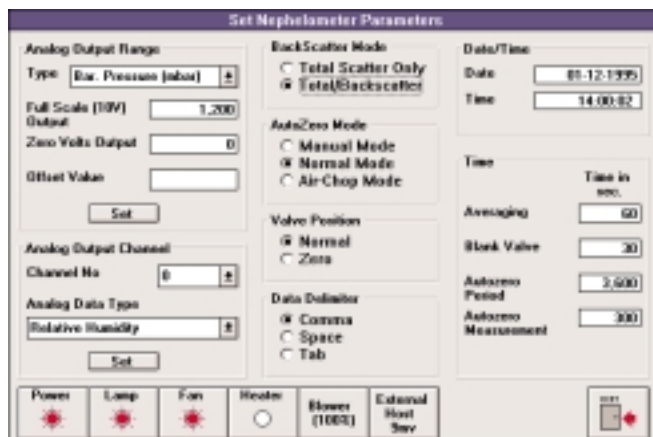 Set Nephelometer Parameters
Analog Output Range
Type
Bar. Pressure (mbar)
Full Scale (10V)
Output
1,200
Zero Volts Output
0
Offset Value
Set
Analog Output Channel
Channel No
0
Analog Data Type
Relative Humidity
Set
BackScatter Mode
Total Scatter Only
Total/Backscatter
AutoZero Mode
Manual Mode
Normal Mode
Air-Chop Mode
Valve Position
Normal
Zero
Data Delimiter
Comma
Space
Tab
Date/Time
Date
01-12-1995
Time
14:00:02
Time
Time in
sec.
Averaging
60
Blank Valve
30
Autozero
Period
3,600
Autozero
Measurement
300
Power
Lamp
Fan
Heater
Blower
(100%)
External
Host
9mv